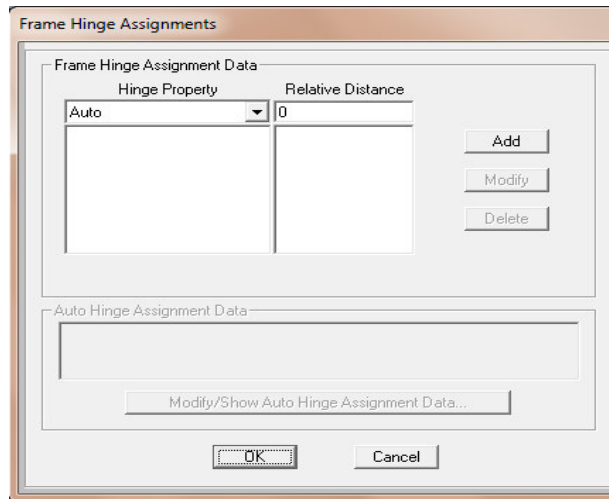 Frame Hinge Assignments
Frame Hinge Assignment Data
Hinge Property Relative Distance
Auto 0
Add
Modify
Delete
Auto Hinge Assignment Data
Modify/Show Auto Hinge Assignment Data...
OK Cancel